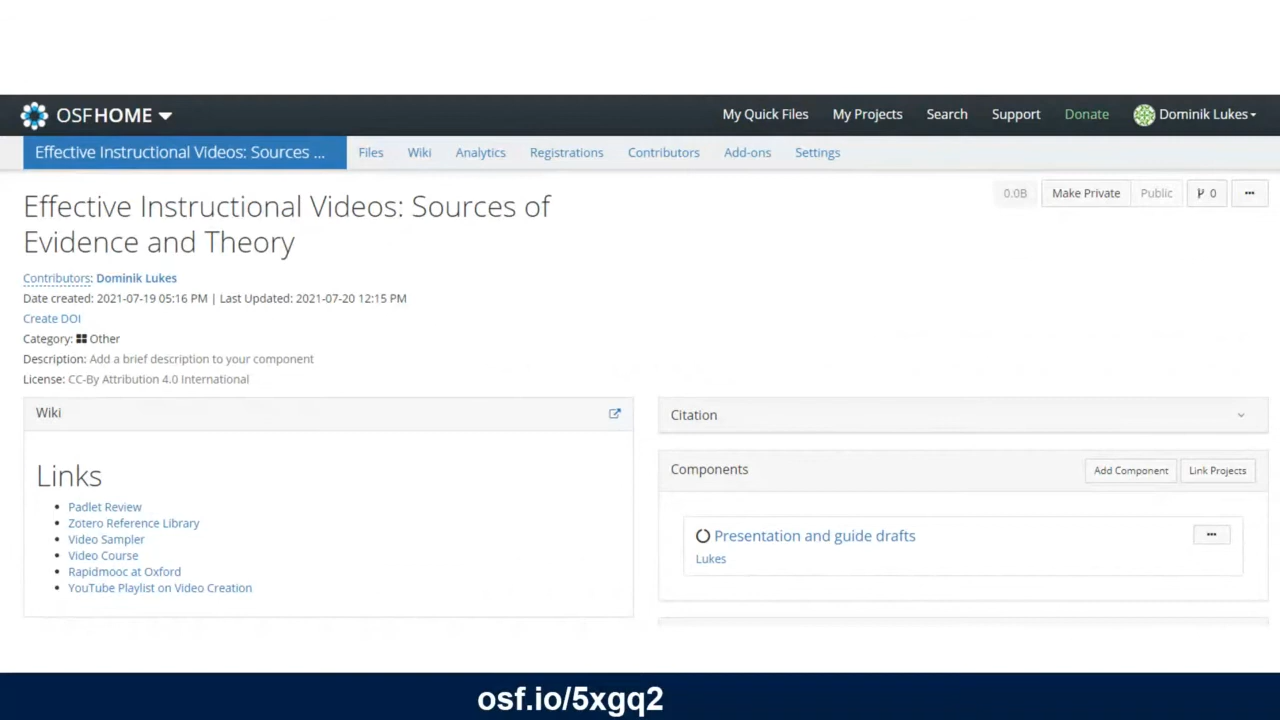 OSFHOME
My Quick Files
My Projects
Search
Support
Donate
Dominik Lukes
Effective Instructional Videos: Sources ...
Files
Wiki
Analytics
Registrations
Contributors
Add-ons
Settings
Effective Instructional Videos: Sources of
Evidence and Theory
0.0B
Make Private
Public
0
...
Contributors: Dominik Lukes
Date created: 2021-07-19 05:16 PM | Last Updated: 2021-07-20 12:15 PM
Create DOI
Category: Other
Description: Add a brief description to your component
License: CC-By Attribution 4.0 International
Wiki
Links
• Padlet Review
• Zotero Reference Library
• Video Sampler
• Video Course
• Rapidmooc at Oxford
• YouTube Playlist on Video Creation
Citation
Components
Add Component
Link Projects
Presentation and guide drafts
...
Lukes
osf.io/5xgq2